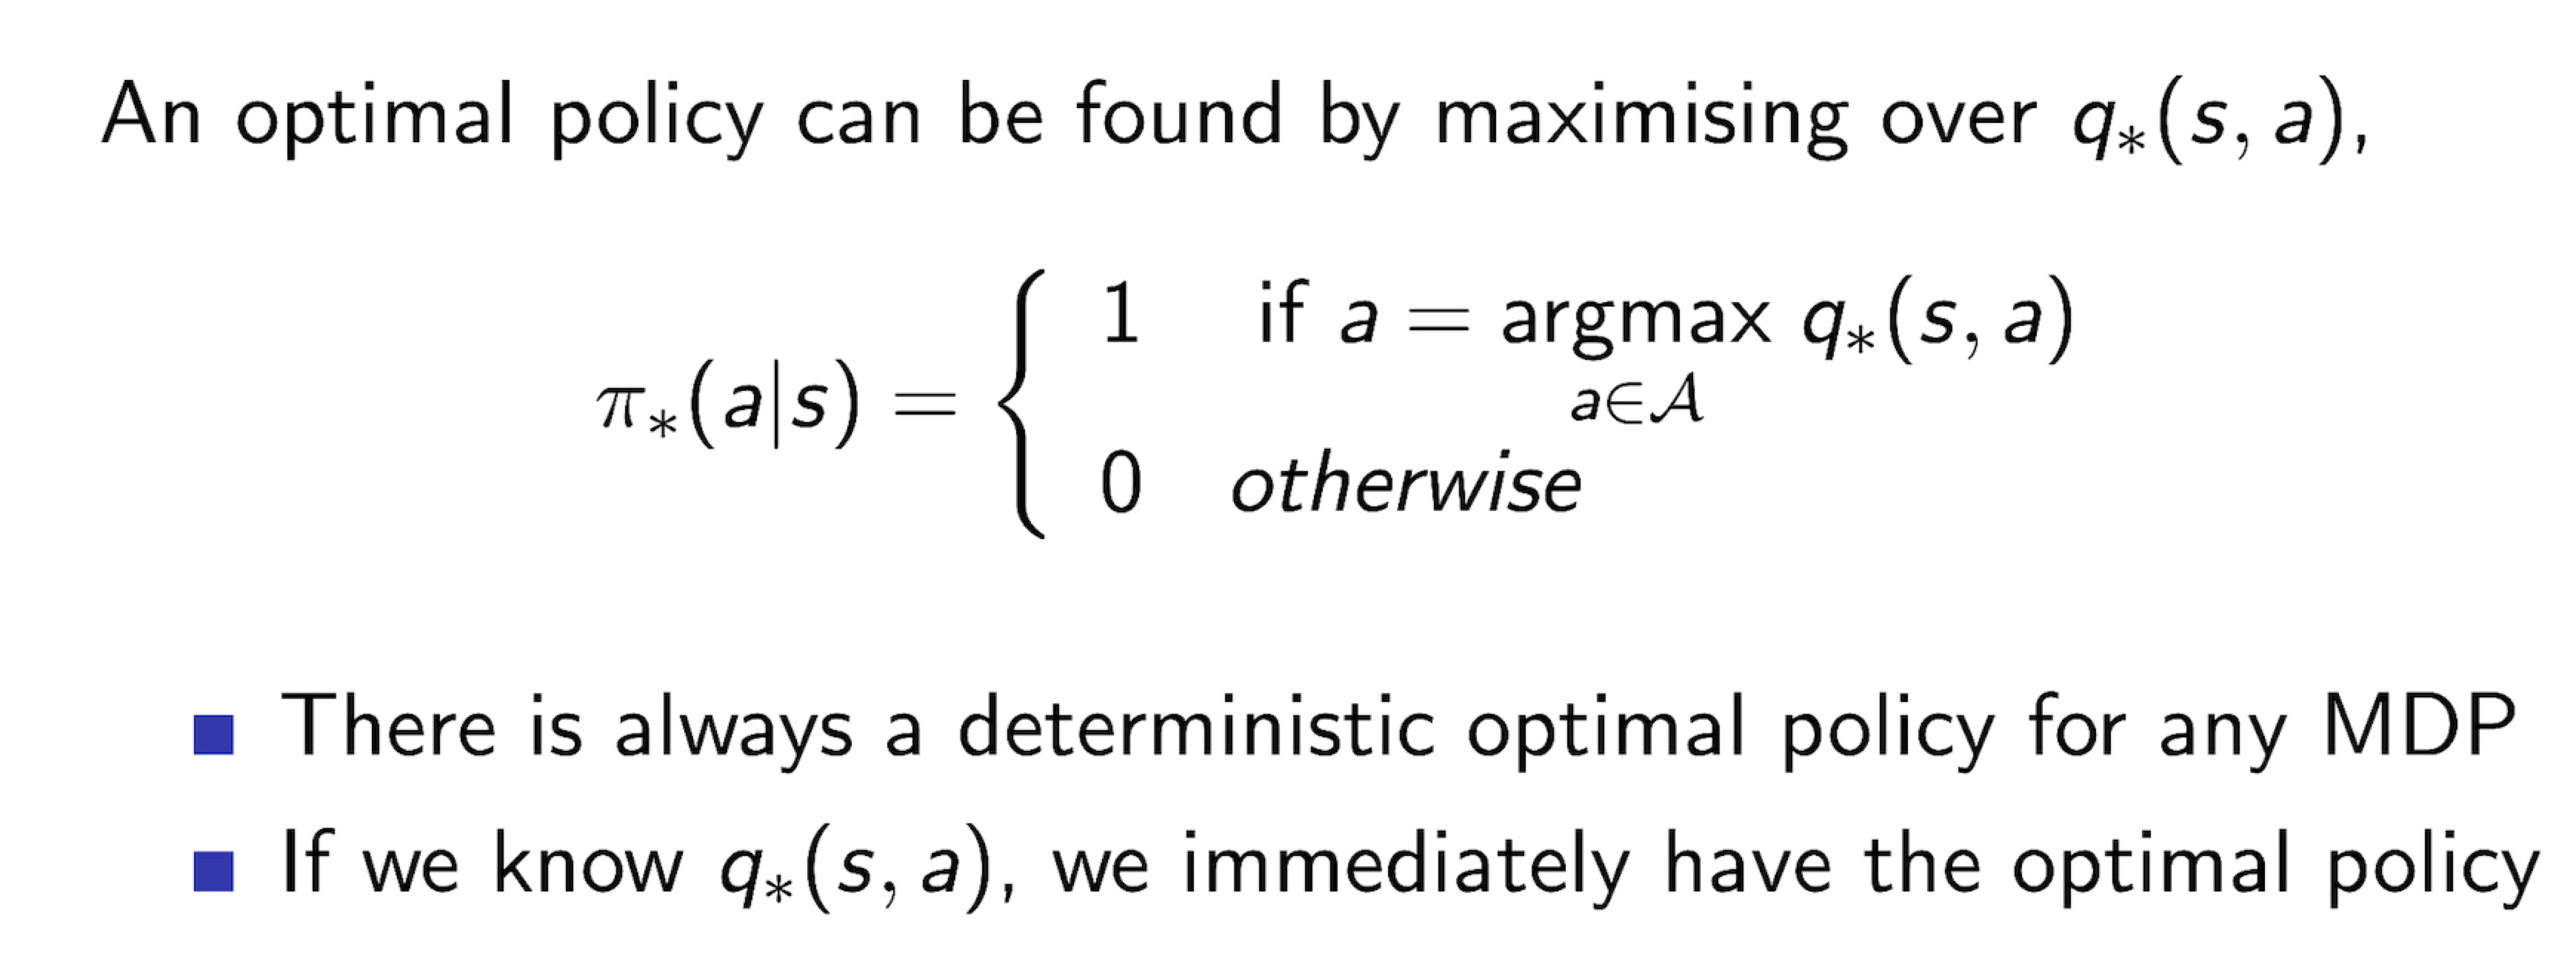 An optimal policy can be found by maximising over q∗(s, a),
π∗(a|s) = { 1 if a = argmax q∗(s, a)
a∈𝒜
0 otherwise
■ There is always a deterministic optimal policy for any MDP
■ If we know q∗(s, a), we immediately have the optimal policy